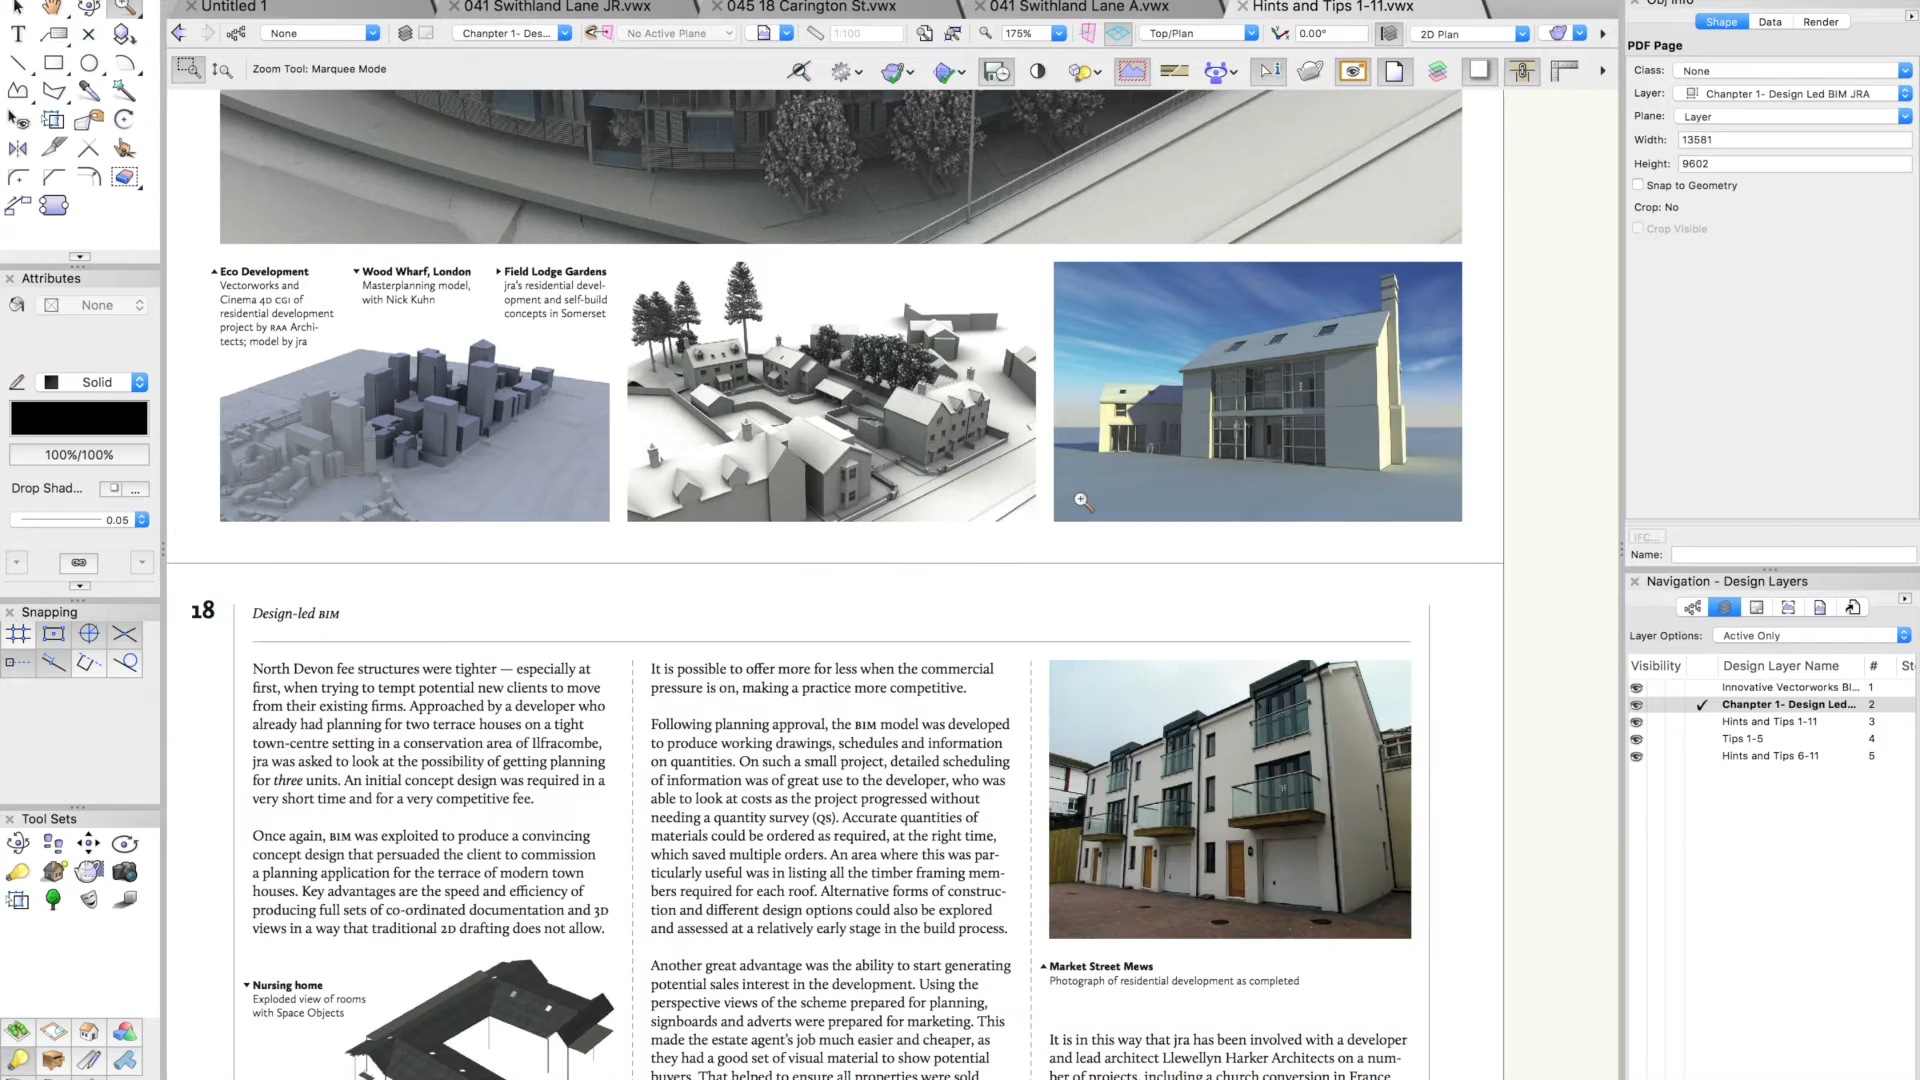 Untitled 1
041 Swithland Lane JR.vwx
045 18 Carington St.vwx
041 Swithland Lane A.vwx
Hints and Tips 1-11.vwx
None
Chanpter 1- Des...
No Active Plane
1:100
175%
Top/Plan
0.00°
2D Plan
Zoom Tool: Marquee Mode
Attributes
None
Solid
100%/100%
Drop Shad...
...
0.05
Snapping
Tool Sets
Eco Development
Vectorworks and
Cinema 4D CGI of
residential development
project by RAA Archi-
tects; model by jra
Wood Wharf, London
Masterplanning model,
with Nick Kuhn
Field Lodge Gardens
jra's residential devel-
opment and self-build
concepts in Somerset
18
Design-led BIM
North Devon fee structures were tighter — especially at
first, when trying to tempt potential new clients to move
from their existing firms. Approached by a developer who
already had planning for two terrace houses on a tight
town-centre setting in a conservation area of Ilfracombe,
jra was asked to look at the possibility of getting planning
for three units. An initial concept design was required in a
very short time and for a very competitive fee.
Once again, BIM was exploited to produce a convincing
concept design that persuaded the client to commission
a planning application for the terrace of modern town
houses. Key advantages are the speed and efficiency of
producing full sets of co-ordinated documentation and 3D
views in a way that traditional 2D drafting does not allow.
Nursing home
Exploded view of rooms
with Space Objects
It is possible to offer more for less when the commercial
pressure is on, making a practice more competitive.
Following planning approval, the BIM model was developed
to produce working drawings, schedules and information
on quantities. On such a small project, detailed scheduling
of information was of great use to the developer, who was
able to look at costs as the project progressed without
needing a quantity survey (QS). Accurate quantities of
materials could be ordered as required, at the right time,
which saved multiple orders. An area where this was par-
ticularly useful was in listing all the timber framing mem-
bers required for each roof. Alternative forms of construc-
tion and different design options could also be explored
and assessed at a relatively early stage in the build process.
Another great advantage was the ability to start generating
potential sales interest in the development. Using the
perspective views of the scheme prepared for planning,
signboards and adverts were prepared for marketing. This
made the estate agent's job much easier and cheaper, as
they had a good set of visual material to show potential
buyers. That helped to ensure all properties were sold
Market Street Mews
Photograph of residential development as completed
It is in this way that jra has been involved with a developer
and lead architect Llewellyn Harker Architects on a num-
ber of projects, including a church conversion in France
Obj Info
Shape
Data
Render
PDF Page
Class: None
Layer: Chanpter 1- Design Led BIM JRA
Plane: Layer
Width: 13581
Height: 9602
Snap to Geometry
Crop: No
Crop Visible
IFC...
Name:
Navigation - Design Layers
Layer Options: Active Only
Visibility Design Layer Name # St
Innovative Vectorworks BI... 1
Chanpter 1- Design Led... 2
Hints and Tips 1-11 3
Tips 1-5 4
Hints and Tips 6-11 5